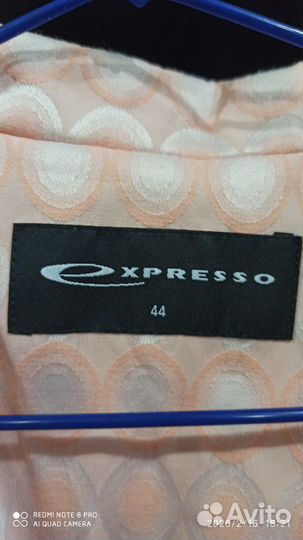 eXPRESSO
44
REDMI NOTE 8 PRO
AI QUAD CAMERA
Avito